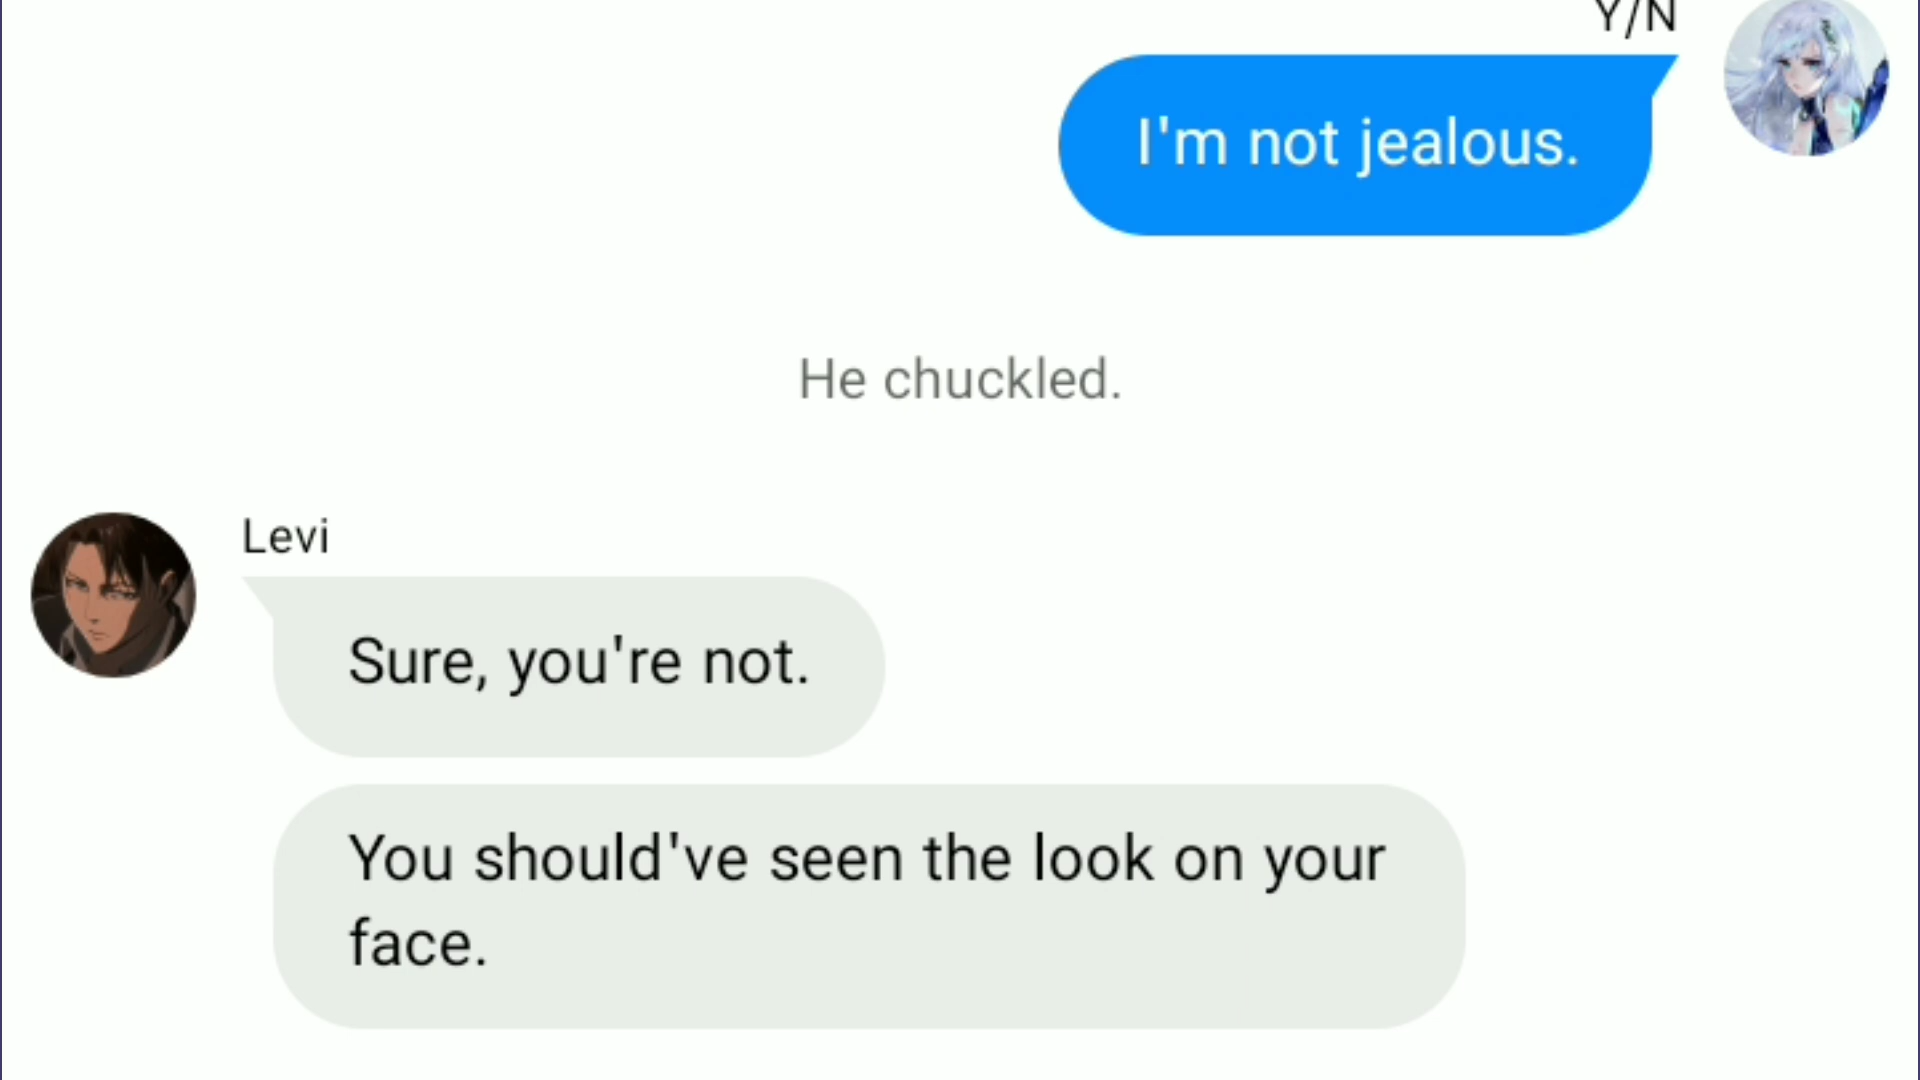 Y/N
I'm not jealous.
He chuckled.
Levi
Sure, you're not.
You should've seen the look on your
face.